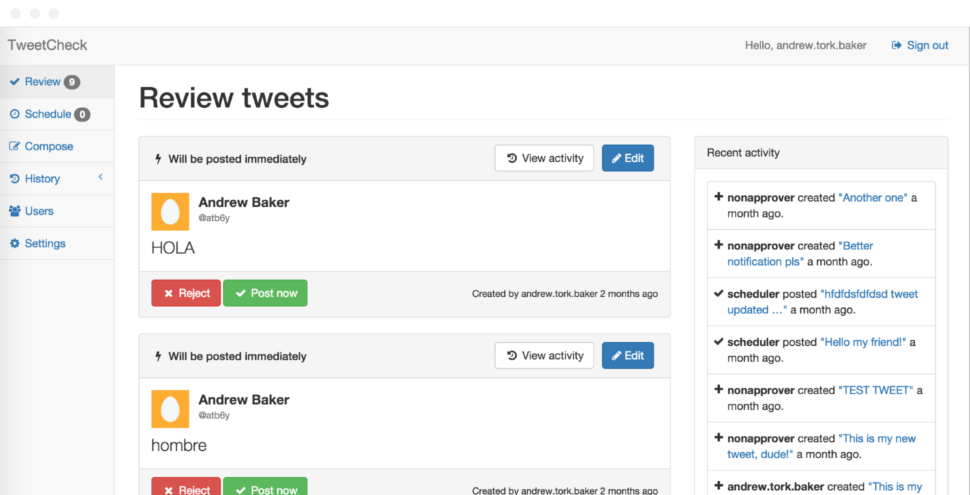 TweetCheck
Hello, andrew.tork.baker
Sign out
Review 9
Schedule 0
Compose
History
Users
Settings
Review tweets
Will be posted immediately
View activity
Edit
Andrew Baker
@atb6y
HOLA
Reject
Post now
Created by andrew.tork.baker 2 months ago
Will be posted immediately
View activity
Edit
Andrew Baker
@atb6y
hombre
Reject
Post now
Created by andrew.tork.baker 2 months ago
Recent activity
nonapprover created "Another one" a
month ago.
nonapprover created "Better
notification pls" a month ago.
scheduler posted "hfdfdsfdfdsd tweet
updated ..." a month ago.
scheduler posted "Hello my friend!" a
month ago.
nonapprover created "TEST TWEET" a
month ago.
nonapprover created "This is my new
tweet, dude!" a month ago.
andrew.tork.baker created "This is my